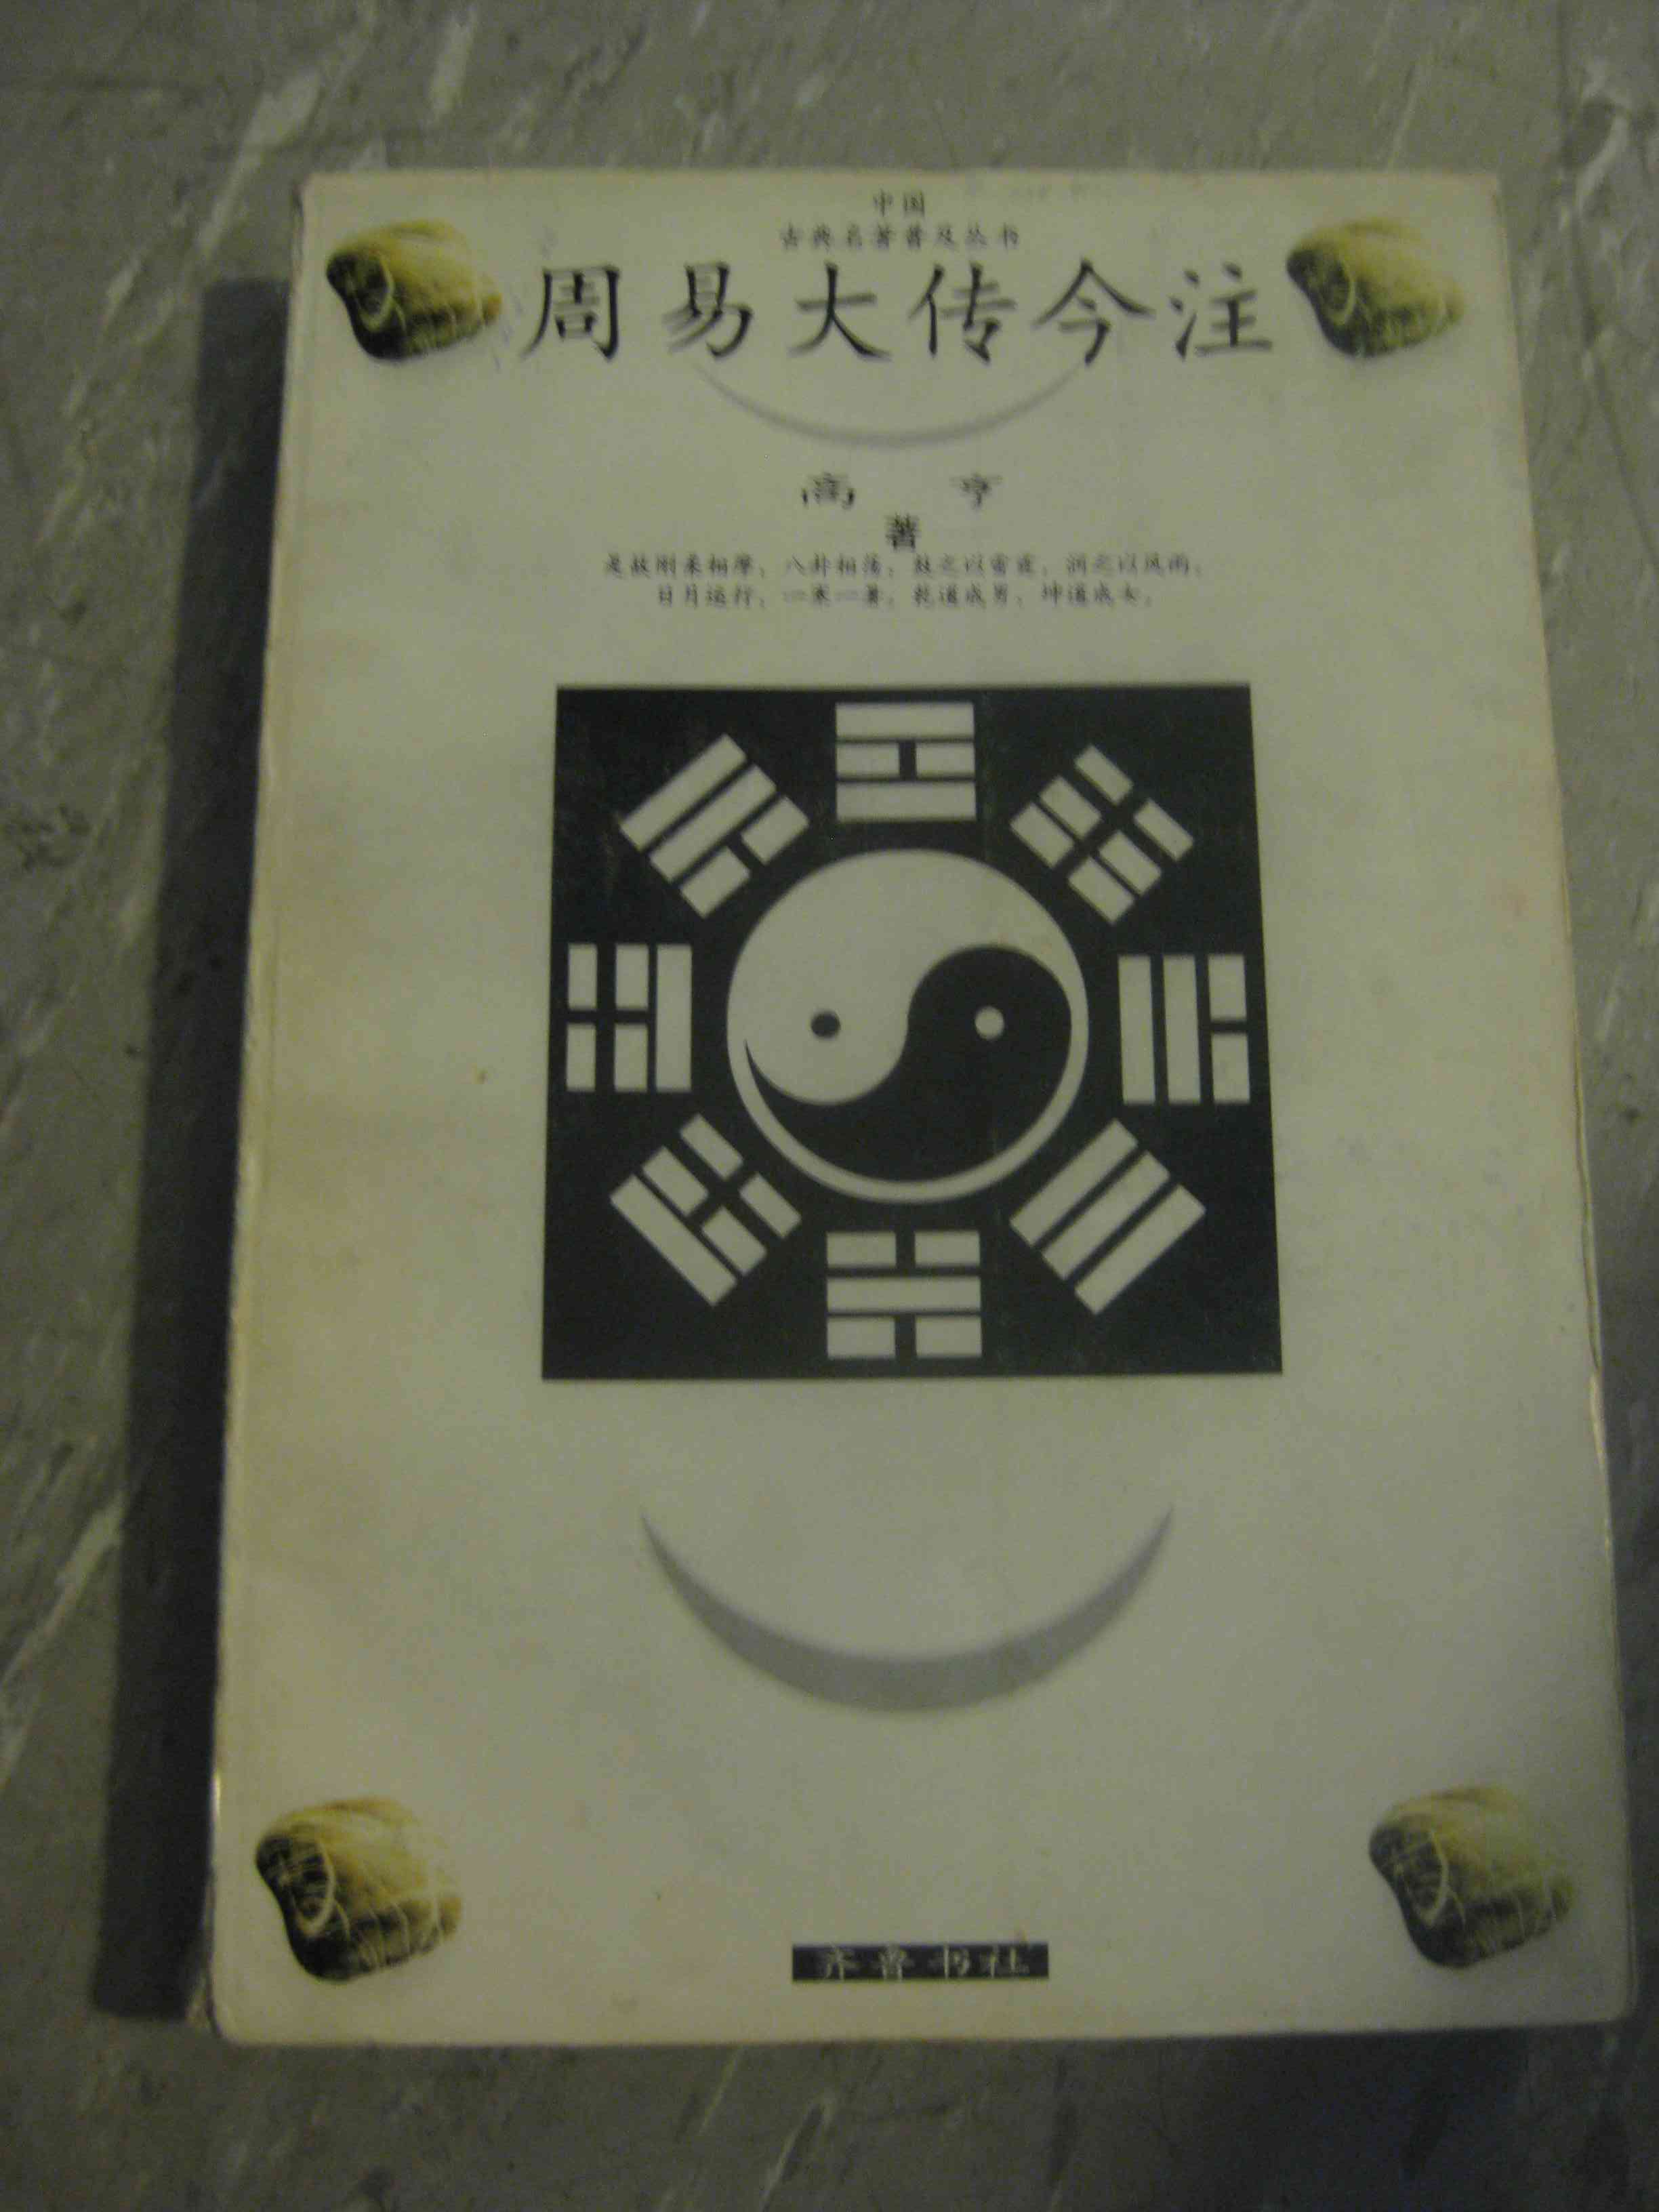 中国
古典名著普及丛书
周易大传今注
高 亨
著
是故刚柔相摩，八卦相荡，鼓之以雷霆，润之以风雨，
日月运行，一寒一暑，乾道成男，坤道成女。
齐鲁书社